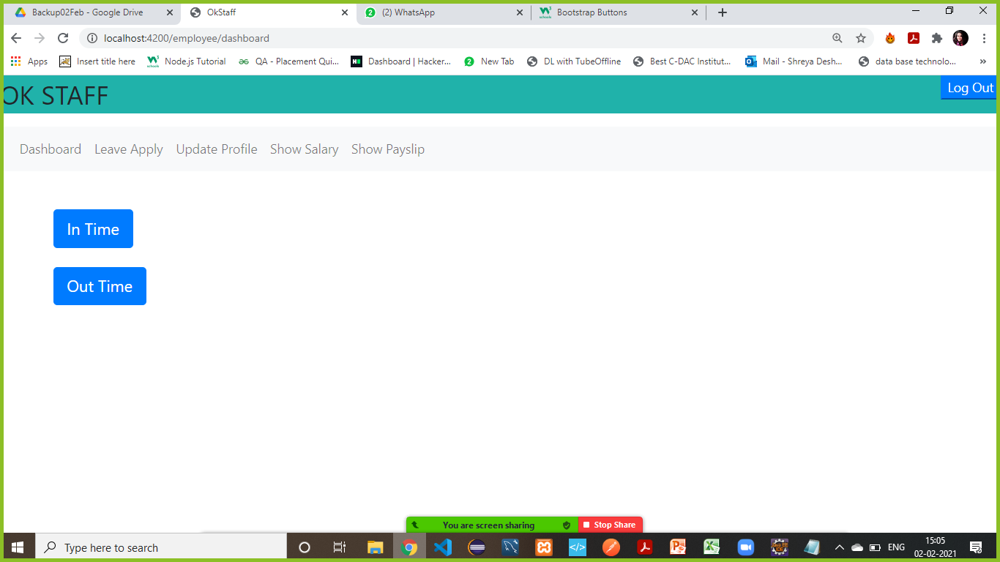 Backup02Feb - Google Drive
OkStaff
(2) WhatsApp
Bootstrap Buttons
localhost:4200/employee/dashboard
Apps
Insert title here
Node.js Tutorial
QA - Placement Qui...
Dashboard | Hacker...
New Tab
DL with TubeOffline
Best C-DAC Institut...
Mail - Shreya Desh...
data base technolo...
»
OK STAFF
Log Out
Dashboard Leave Apply Update Profile Show Salary Show Payslip
In Time
Out Time
You are screen sharing
Stop Share
Type here to search
ENG
15:05
02-02-2021